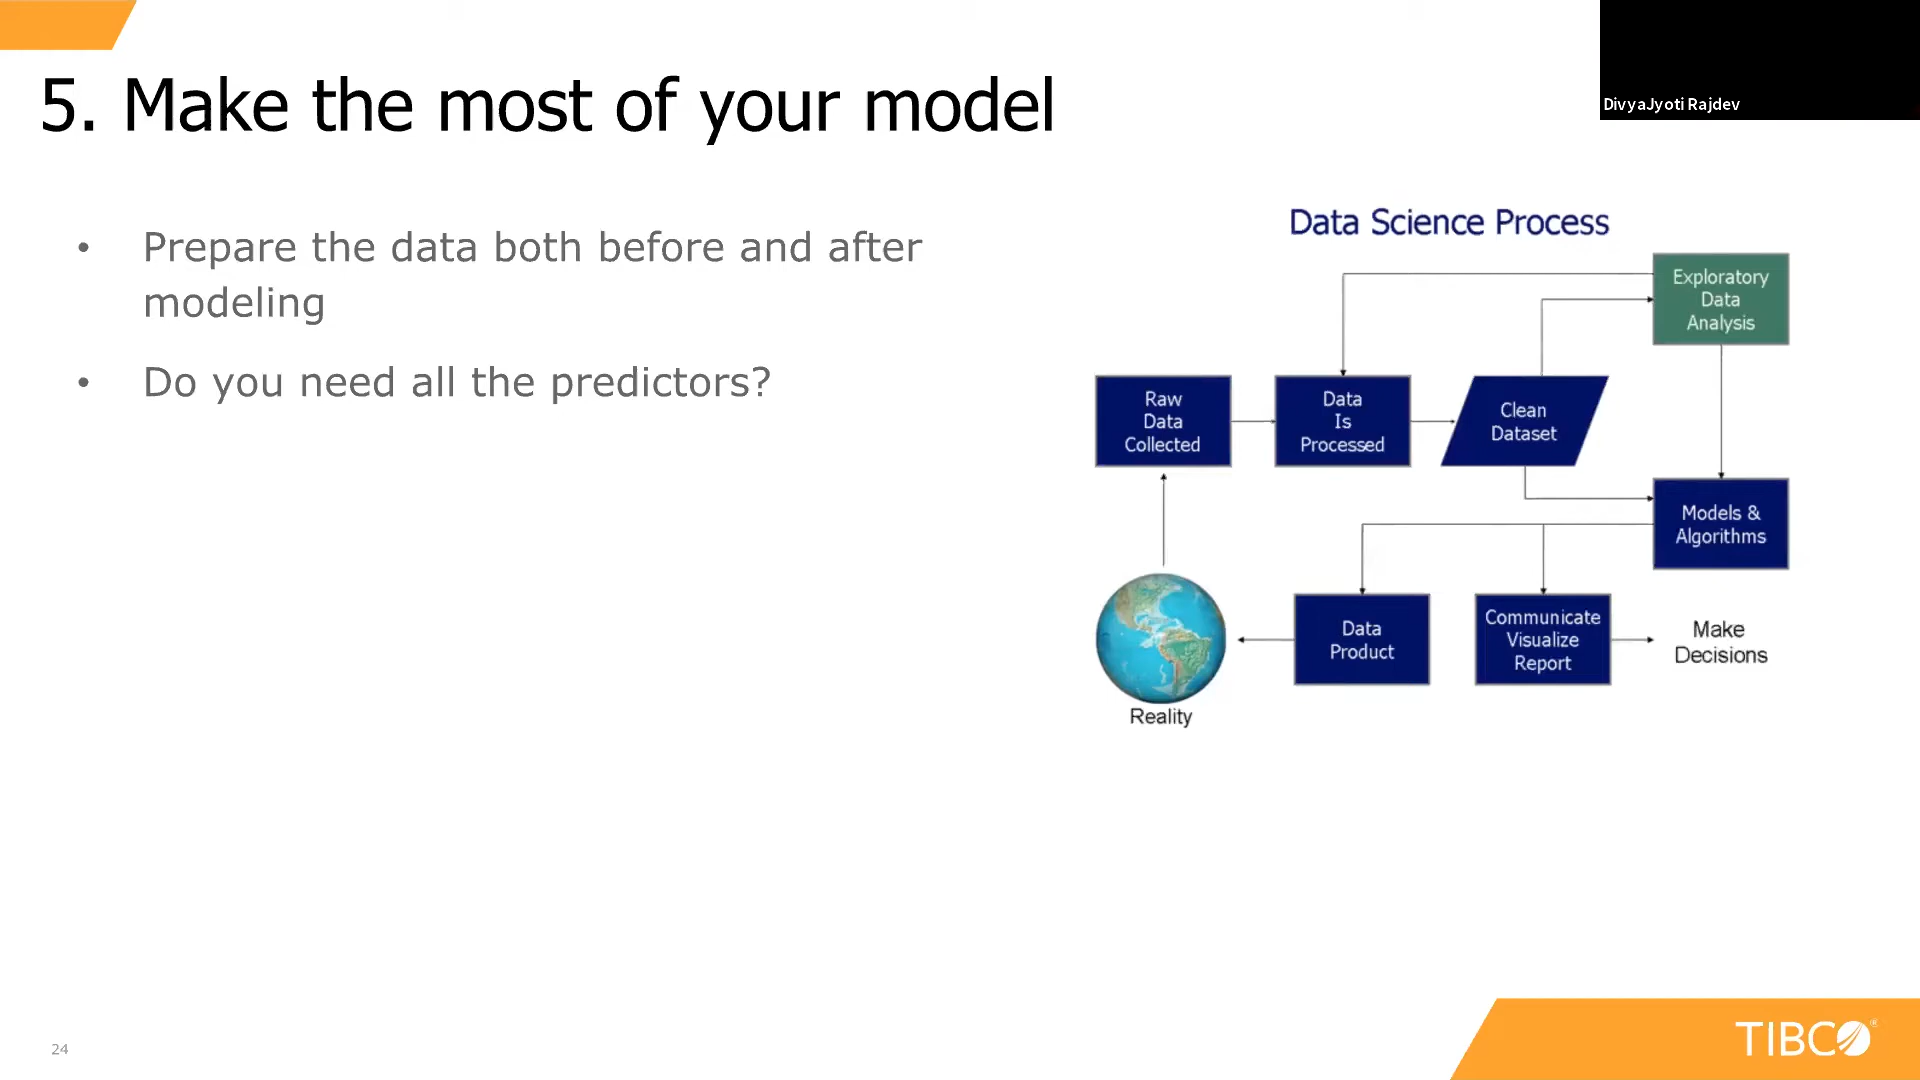 5. Make the most of your model
DivyaJyoti Rajdev
• Prepare the data both before and after
modeling
• Do you need all the predictors?
Data Science Process
Exploratory
Data
Analysis
Raw
Data
Collected
Data
Is
Processed
Clean
Dataset
Models &
Algorithms
Data
Product
Communicate
Visualize
Report
Make
Decisions
Reality
24
TIBCO®